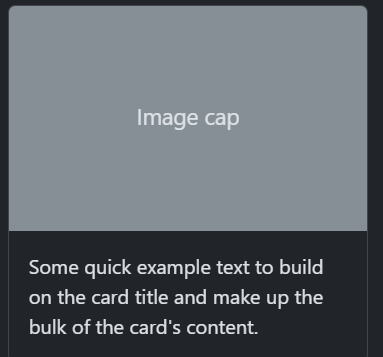 Image cap
Some quick example text to build
on the card title and make up the
bulk of the card's content.